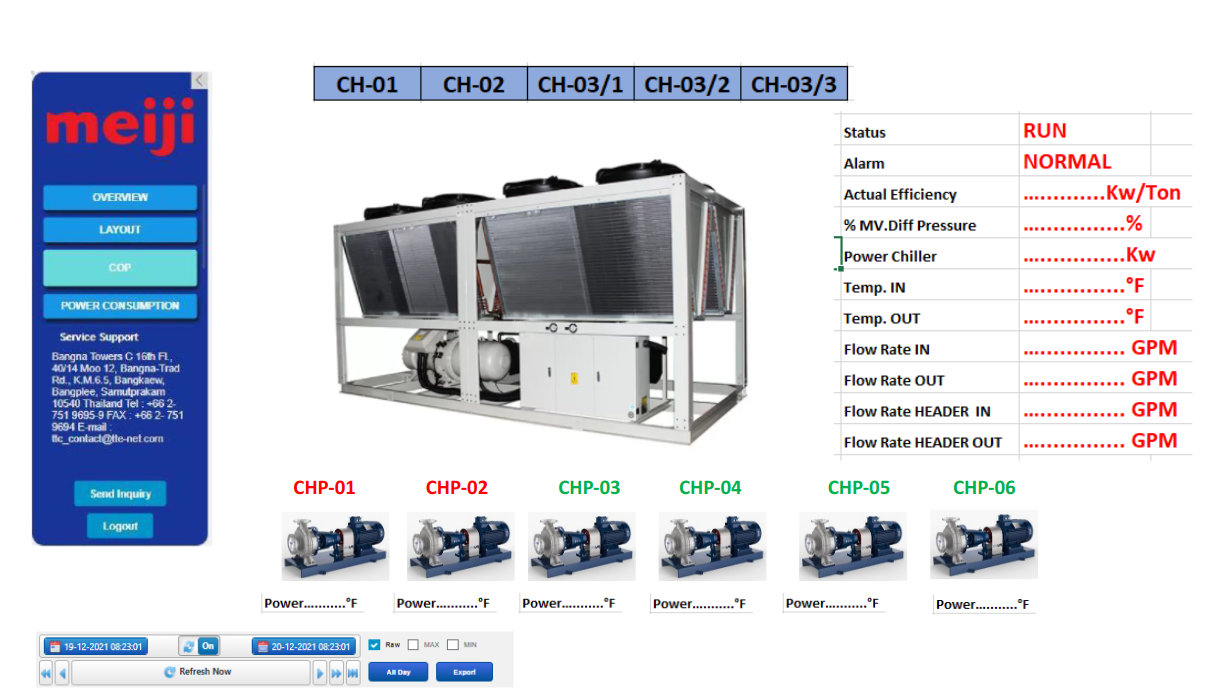 meiji
OVERVIEW
LAYOUT
COP
POWER CONSUMPTION
Service Support
Bangna Towers C 16th Fl.,
40/14 Moo 12, Bangna-Trad
Rd., K.M.6.5, Bangkaew,
Bangplee, Samutprakarn
10540 Thailand Tel : +66 2-
751 9695-9 FAX : +66 2- 751
9694 E-mail :
tfc_contact@tfe-net.com
Send Inquiry
Logout
CH-01 CH-02 CH-03/1 CH-03/2 CH-03/3
Status RUN
Alarm NORMAL
Actual Efficiency ..............Kw/Ton
% MV.Diff Pressure .................%
Power Chiller .................Kw
Temp. IN .................°F
Temp. OUT .................°F
Flow Rate IN ................. GPM
Flow Rate OUT ................. GPM
Flow Rate HEADER IN ................. GPM
Flow Rate HEADER OUT ................. GPM
CHP-01 CHP-02 CHP-03 CHP-04 CHP-05 CHP-06
Power...........°F Power...........°F Power...........°F Power...........°F Power...........°F Power...........°F
19-12-2021 08:23:01 On 20-12-2021 08:23:01 Raw MAX MIN
Refresh Now All Day Export